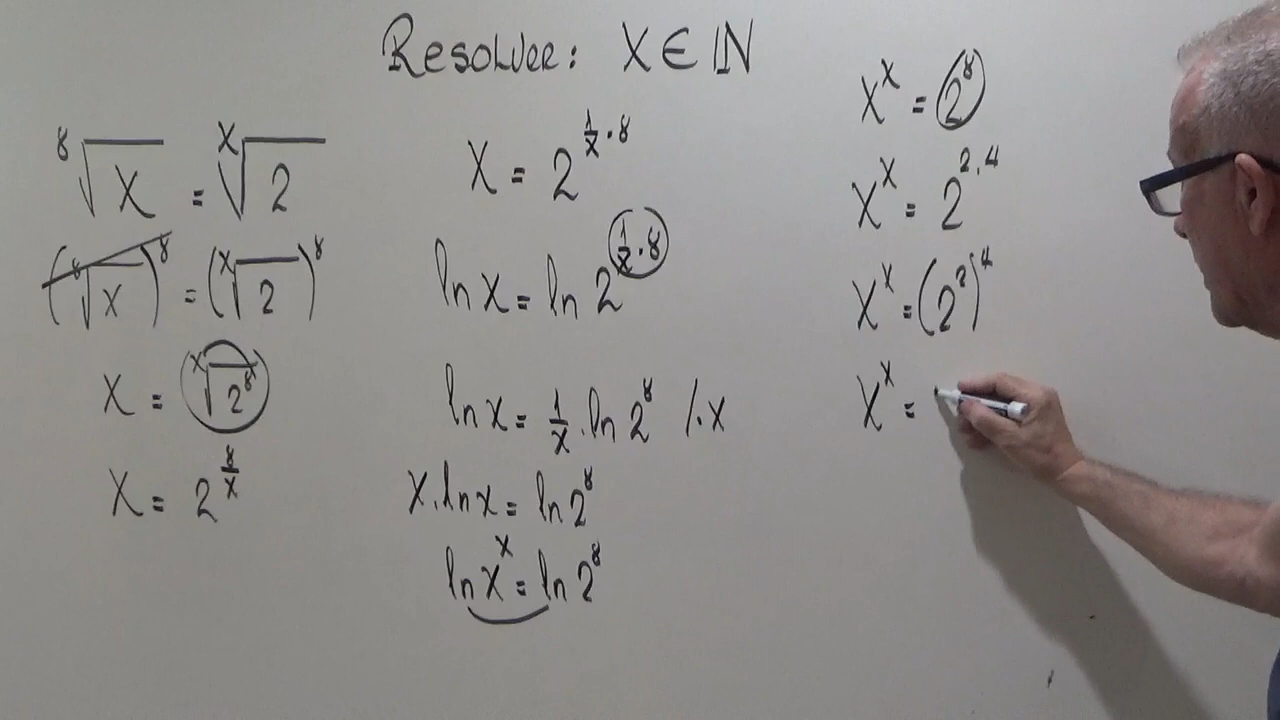 Resolver: X ∈ ℕ
⁸√X = ˣ√2
(⁸√X)⁸ = (ˣ√2)⁸
X = ˣ√2⁸
X = 2^(8/x)
X = 2^(1/x · 8)
ln X = ln 2^(1/x · 8)
ln X = 1/x . ln 2⁸ /. X
X . ln X = ln 2⁸
ln Xˣ = ln 2⁸
Xˣ = 2⁸
Xˣ = 2^(2.4)
Xˣ = (2²)⁴
Xˣ =